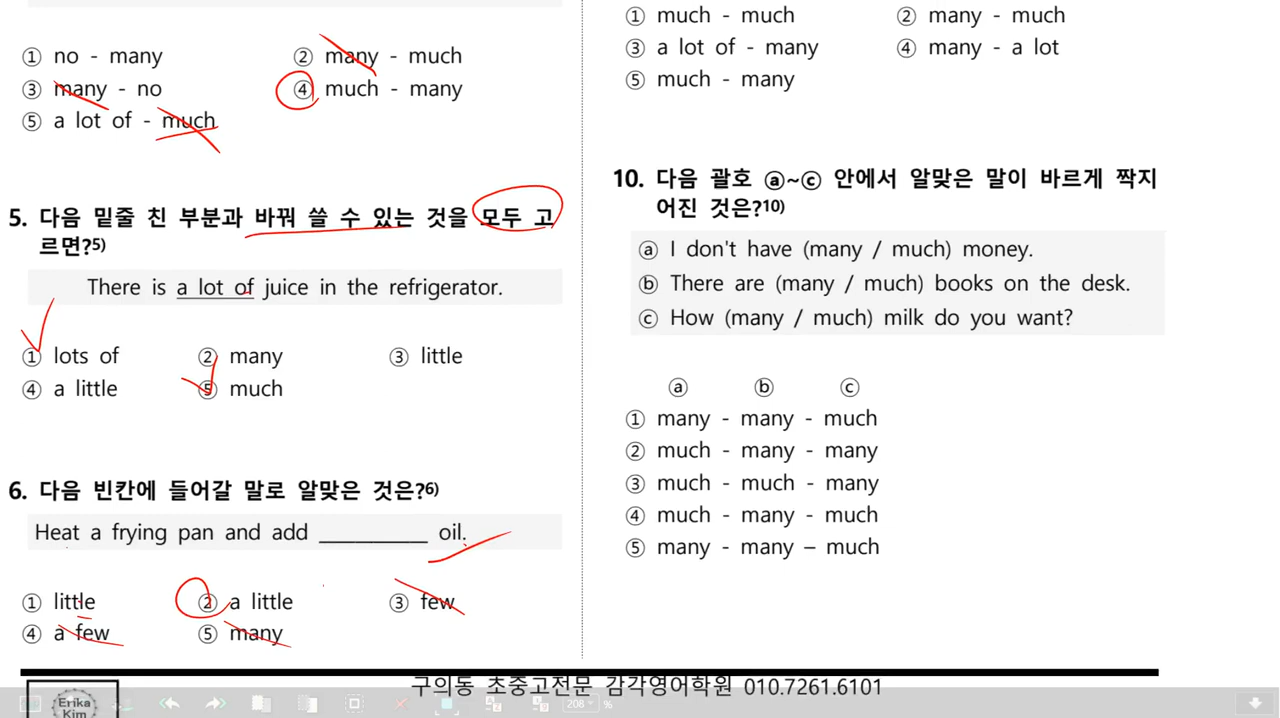 ① no - many
② many - much
③ many - no
④ much - many
⑤ a lot of - much
5. 다음 밑줄 친 부분과 바꿔 쓸 수 있는 것을 모두 고
르면?5)
There is a lot of juice in the refrigerator.
① lots of
② many
③ little
④ a little
⑤ much
6. 다음 빈칸에 들어갈 말로 알맞은 것은?6)
Heat a frying pan and add __________ oil.
① little
② a little
③ few
④ a few
⑤ many
① much - much
② many - much
③ a lot of - many
④ many - a lot
⑤ much - many
10. 다음 괄호 ⓐ~ⓒ 안에서 알맞은 말이 바르게 짝지
어진 것은?10)
ⓐ I don't have (many / much) money.
ⓑ There are (many / much) books on the desk.
ⓒ How (many / much) milk do you want?
ⓐ ⓑ ⓒ
① many - many - much
② much - many - many
③ much - much - many
④ much - many - much
⑤ many - many – much
구의동 초중고전문 감각영어학원 010.7261.6101
Erika
Kim
208 %